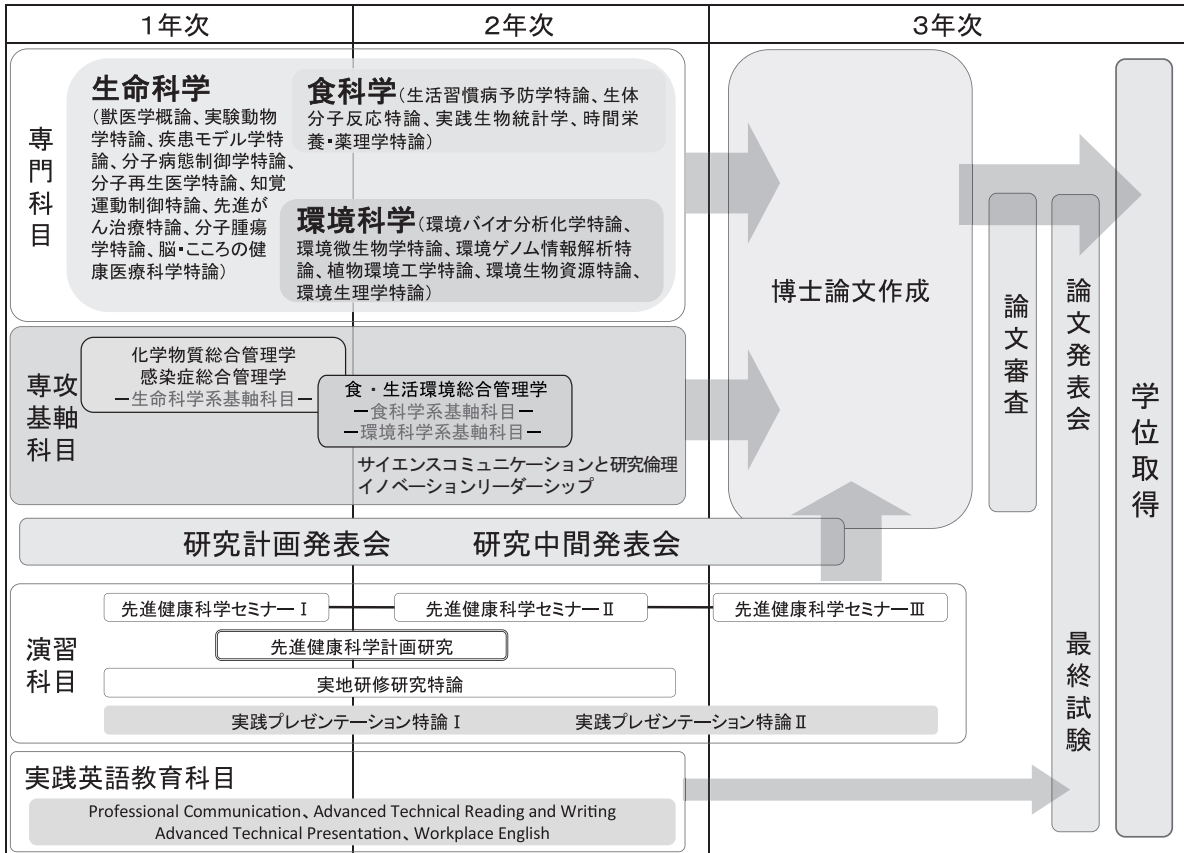 1年次
2年次
3年次
専門科目
生命科学
(獣医学概論、実験動物
学特論、疾患モデル学特
論、分子病態制御学特論、
分子再生医学特論、知覚
運動制御特論、先進が
ん治療特論、分子腫瘍
学特論、脳・こころの健
康医療科学特論)
食科学(生活習慣病予防学特論、生体
分子反応特論、実践生物統計学、時間栄
養・薬理学特論)
環境科学(環境バイオ分析化学特論、
環境微生物学特論、環境ゲノム情報解析特
論、植物環境工学特論、環境生物資源特論、
環境生理学特論)
専攻
基軸
科目
化学物質総合管理学
感染症総合管理学
ー生命科学系基軸科目ー
食・生活環境総合管理学
ー食科学系基軸科目ー
ー環境科学系基軸科目ー
サイエンスコミュニケーションと研究倫理
イノベーションリーダーシップ
研究計画発表会
研究中間発表会
演習
科目
先進健康科学セミナーⅠ
先進健康科学セミナーⅡ
先進健康科学セミナーⅢ
先進健康科学計画研究
実地研修研究特論
実践プレゼンテーション特論Ⅰ
実践プレゼンテーション特論Ⅱ
実践英語教育科目
Professional Communication、Advanced Technical Reading and Writing
Advanced Technical Presentation、Workplace English
博士論文作成
論文審査
論文発表会
最終試験
学位取得